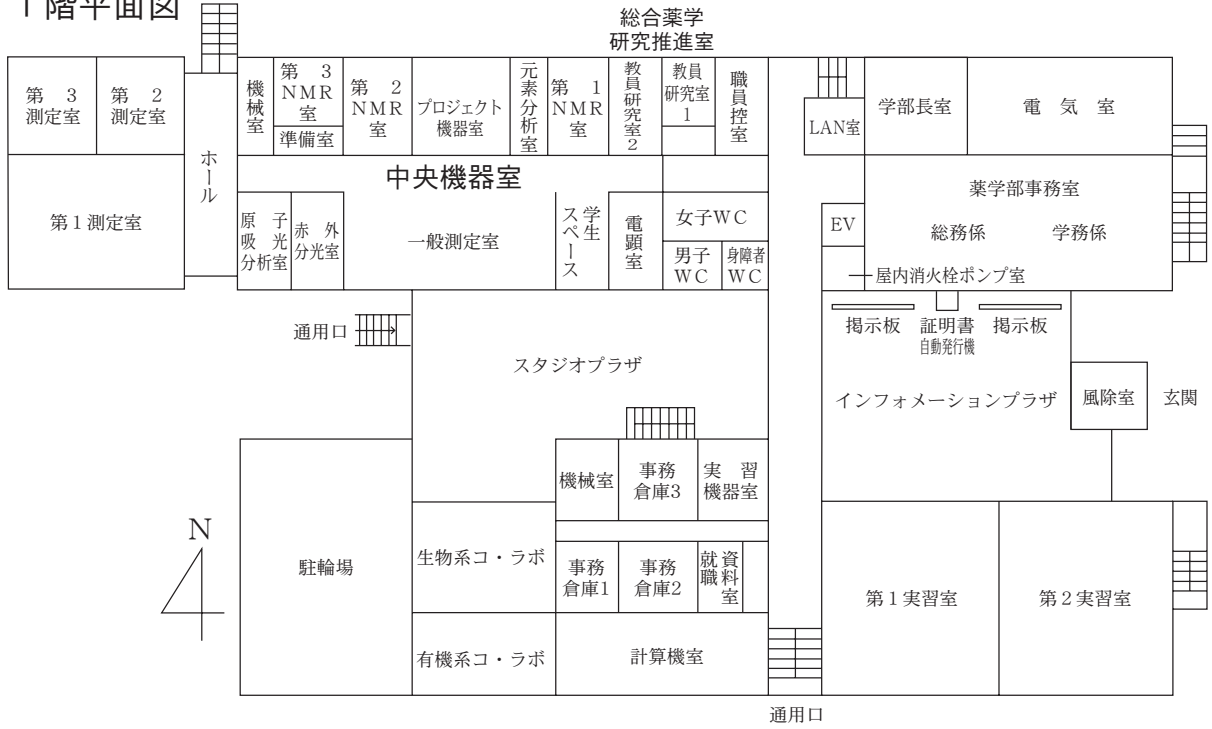 1階平面図
総合薬学
研究推進室
第 3
測定室
第 2
測定室
第1測定室
ホール
機械室
第 3
NMR
室
準備室
第 2
NMR
室
プロジェクト
機器室
元素分析室
第 1
NMR
室
教員研究室2
教員
研究室
1
職員控室
LAN室
学部長室
電 気 室
中央機器室
原 子
吸 光
分析室
赤 外
分光室
一般測定室
学生
スペース
電顕室
女子WC
男子
WC
身障者
WC
EV
薬学部事務室
総務係
学務係
屋内消火栓ポンプ室
掲示板
証明書
自動発行機
掲示板
通用口
スタジオプラザ
インフォメーションプラザ
風除室
玄関
機械室
事務
倉庫3
実 習
機器室
N
駐輪場
生物系コ・ラボ
事務
倉庫1
事務
倉庫2
就職
資料室
第1実習室
第2実習室
有機系コ・ラボ
計算機室
通用口